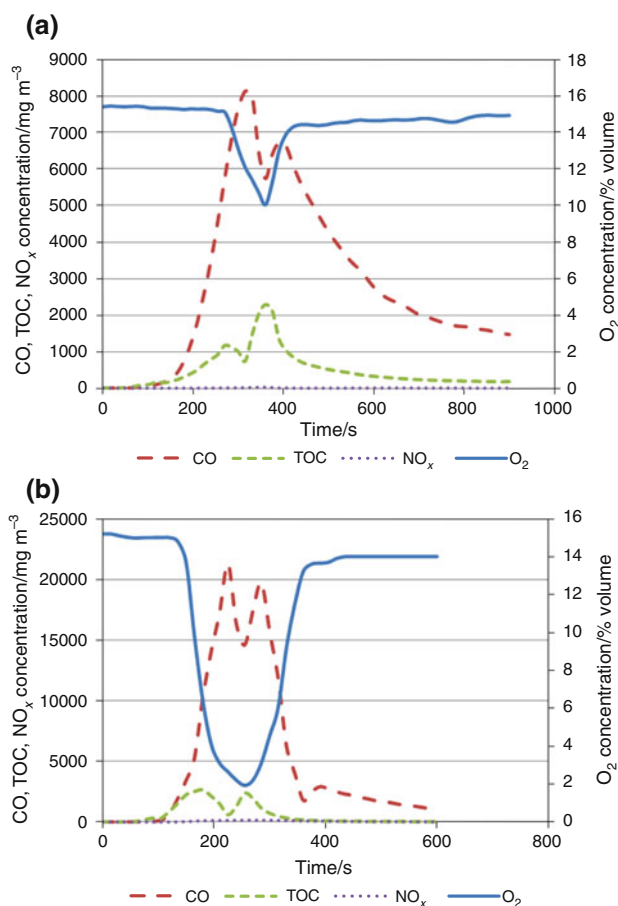 (a)
9000 18
8000 16
7000 14
6000 12
5000 10
4000 8
3000 6
2000 4
1000 2
0 0
0 200 400 600 800 1000
CO, TOC, NOx concentration/mg m–3
O2 concentration/% volume
Time/s
CO TOC NOx O2
(b)
25000 16
14
20000 12
15000 10
8
10000 6
5000 4
2
0 0
0 200 400 600 800
CO, TOC, NOx concentration/mg m–3
O2 concentration/% volume
Time/s
CO TOC NOx O2